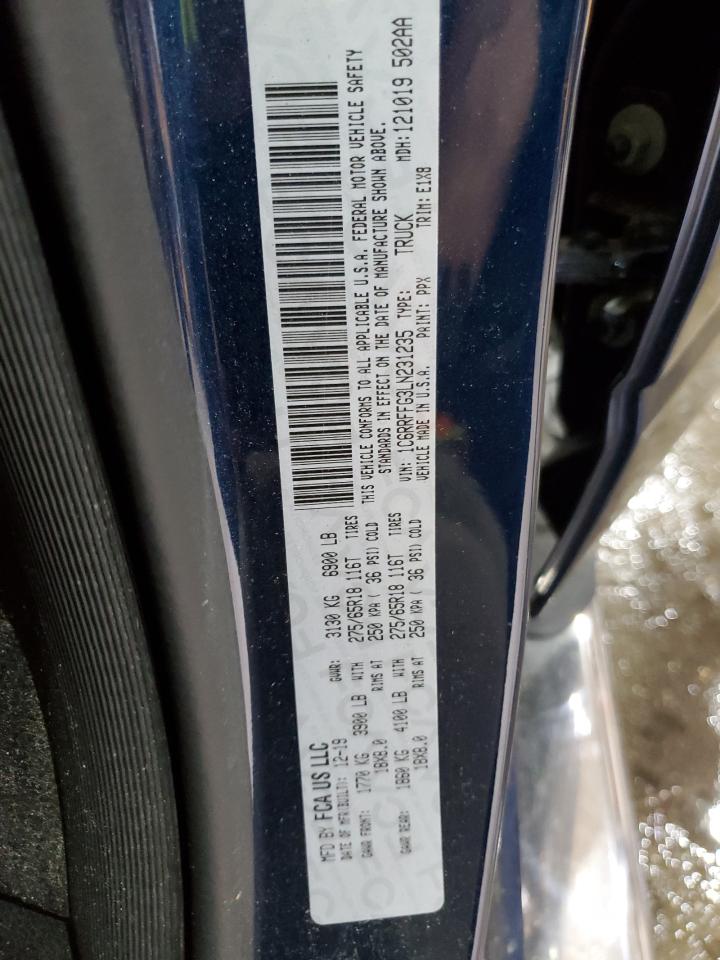 MFD BY FCA US LLC
DATE OF MFR(BUILT): 12-19 GVWR: 3130 KG 6900 LB
GAWR FRONT: 1770 KG 3900 LB WITH 275/65R18 116T TIRES
18X8.0 RIMS AT 250 KPA ( 36 PSI) COLD
GAWR REAR: 1860 KG 4100 LB WITH 275/65R18 116T TIRES
18X8.0 RIMS AT 250 KPA ( 36 PSI) COLD
THIS VEHICLE CONFORMS TO ALL APPLICABLE U.S.A. FEDERAL MOTOR VEHICLE SAFETY
STANDARDS IN EFFECT ON THE DATE OF MANUFACTURE SHOWN ABOVE.
VIN: 1C6RRFFG3LN231235 TYPE: TRUCK MDH: 121019 502AA
VEHICLE MADE IN U.S.A. PAINT: PPX TRIM: E1X8